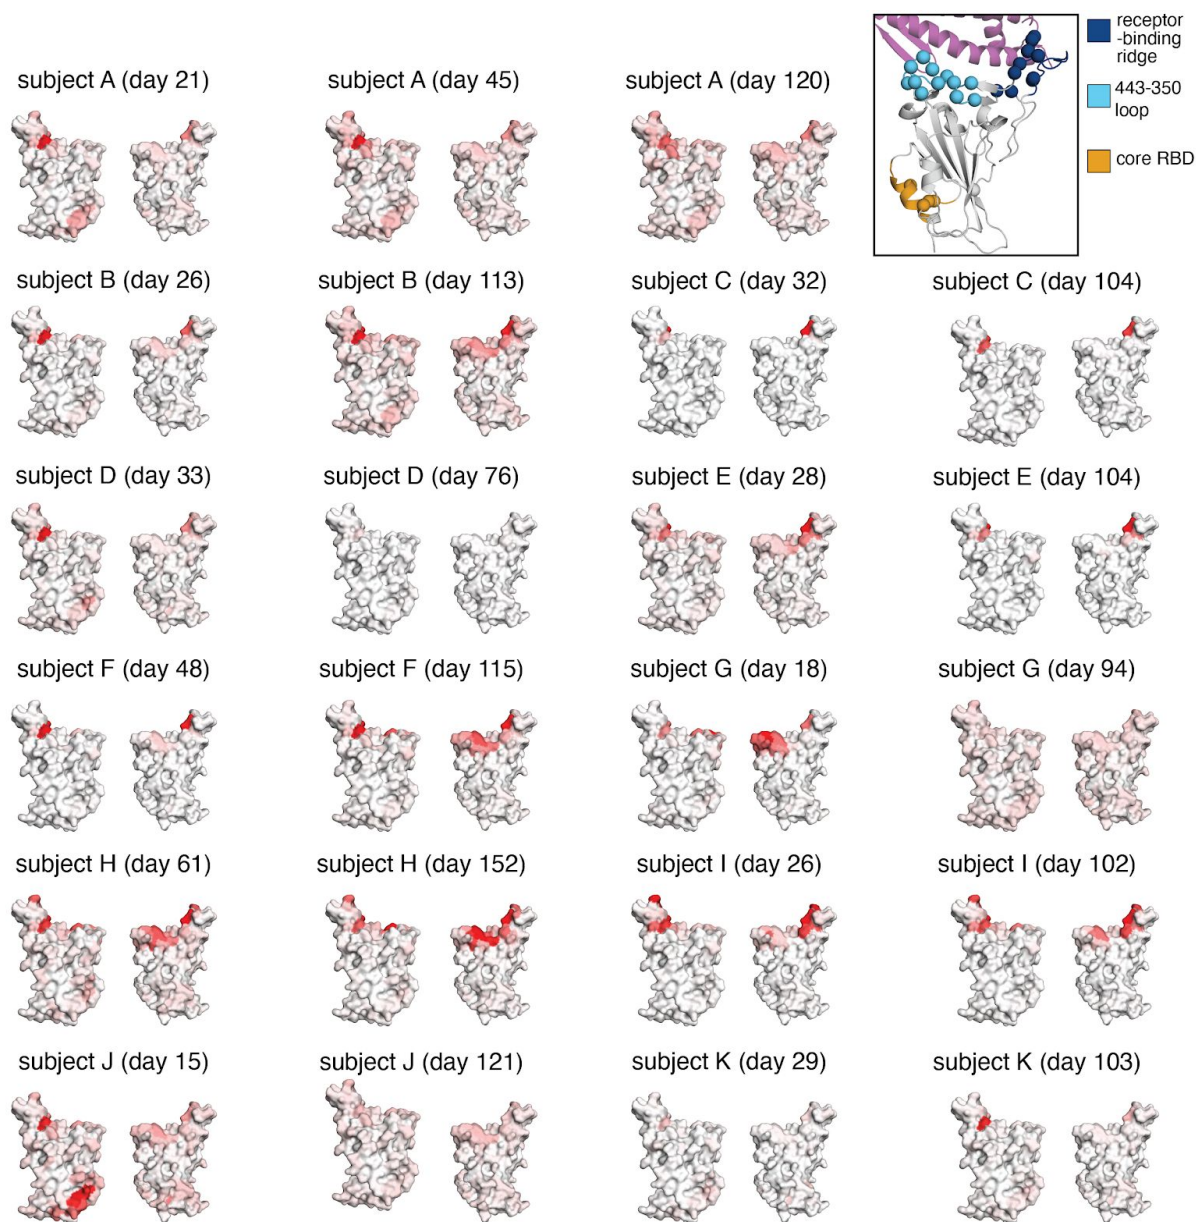 subject A (day 21)
subject A (day 45)
subject A (day 120)
receptor
-binding
ridge
443-350
loop
core RBD
subject B (day 26)
subject B (day 113)
subject C (day 32)
subject C (day 104)
subject D (day 33)
subject D (day 76)
subject E (day 28)
subject E (day 104)
subject F (day 48)
subject F (day 115)
subject G (day 18)
subject G (day 94)
subject H (day 61)
subject H (day 152)
subject I (day 26)
subject I (day 102)
subject J (day 15)
subject J (day 121)
subject K (day 29)
subject K (day 103)